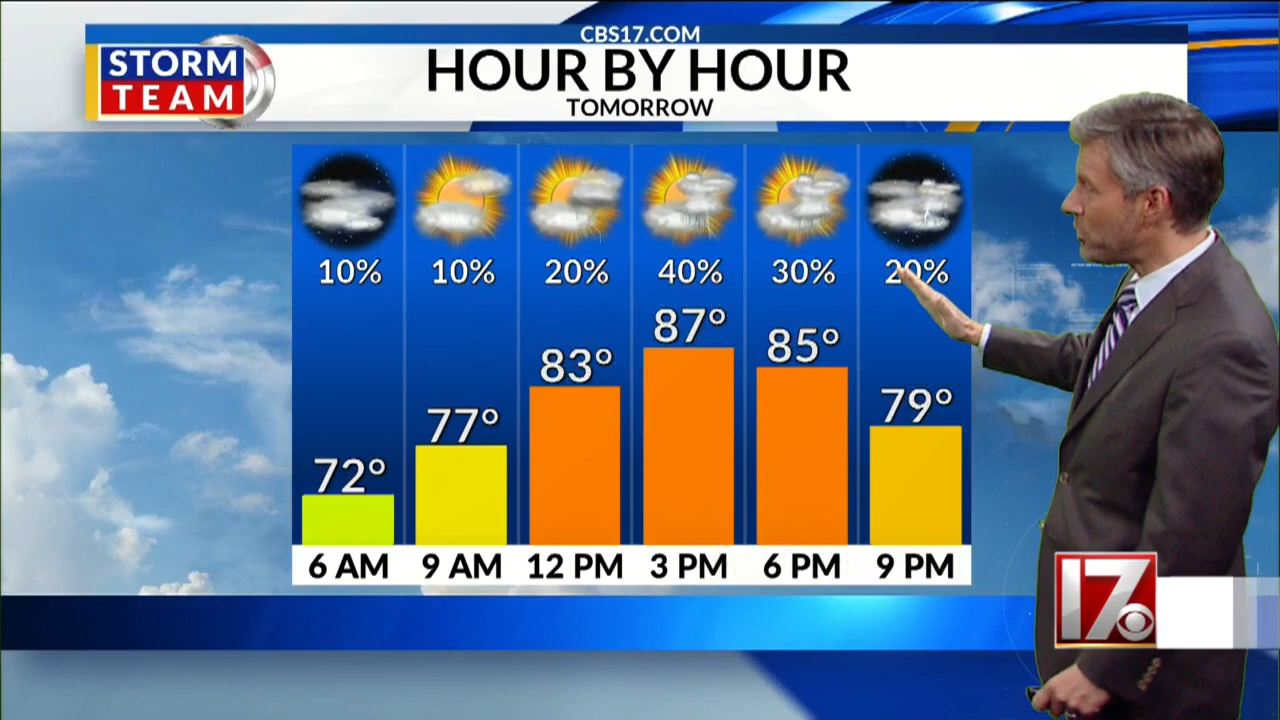 CBS17.COM
STORM
TEAM
HOUR BY HOUR
TOMORROW
10% 10% 20% 40% 30% 20%
72° 77° 83° 87° 85° 79°
6 AM 9 AM 12 PM 3 PM 6 PM 9 PM
17